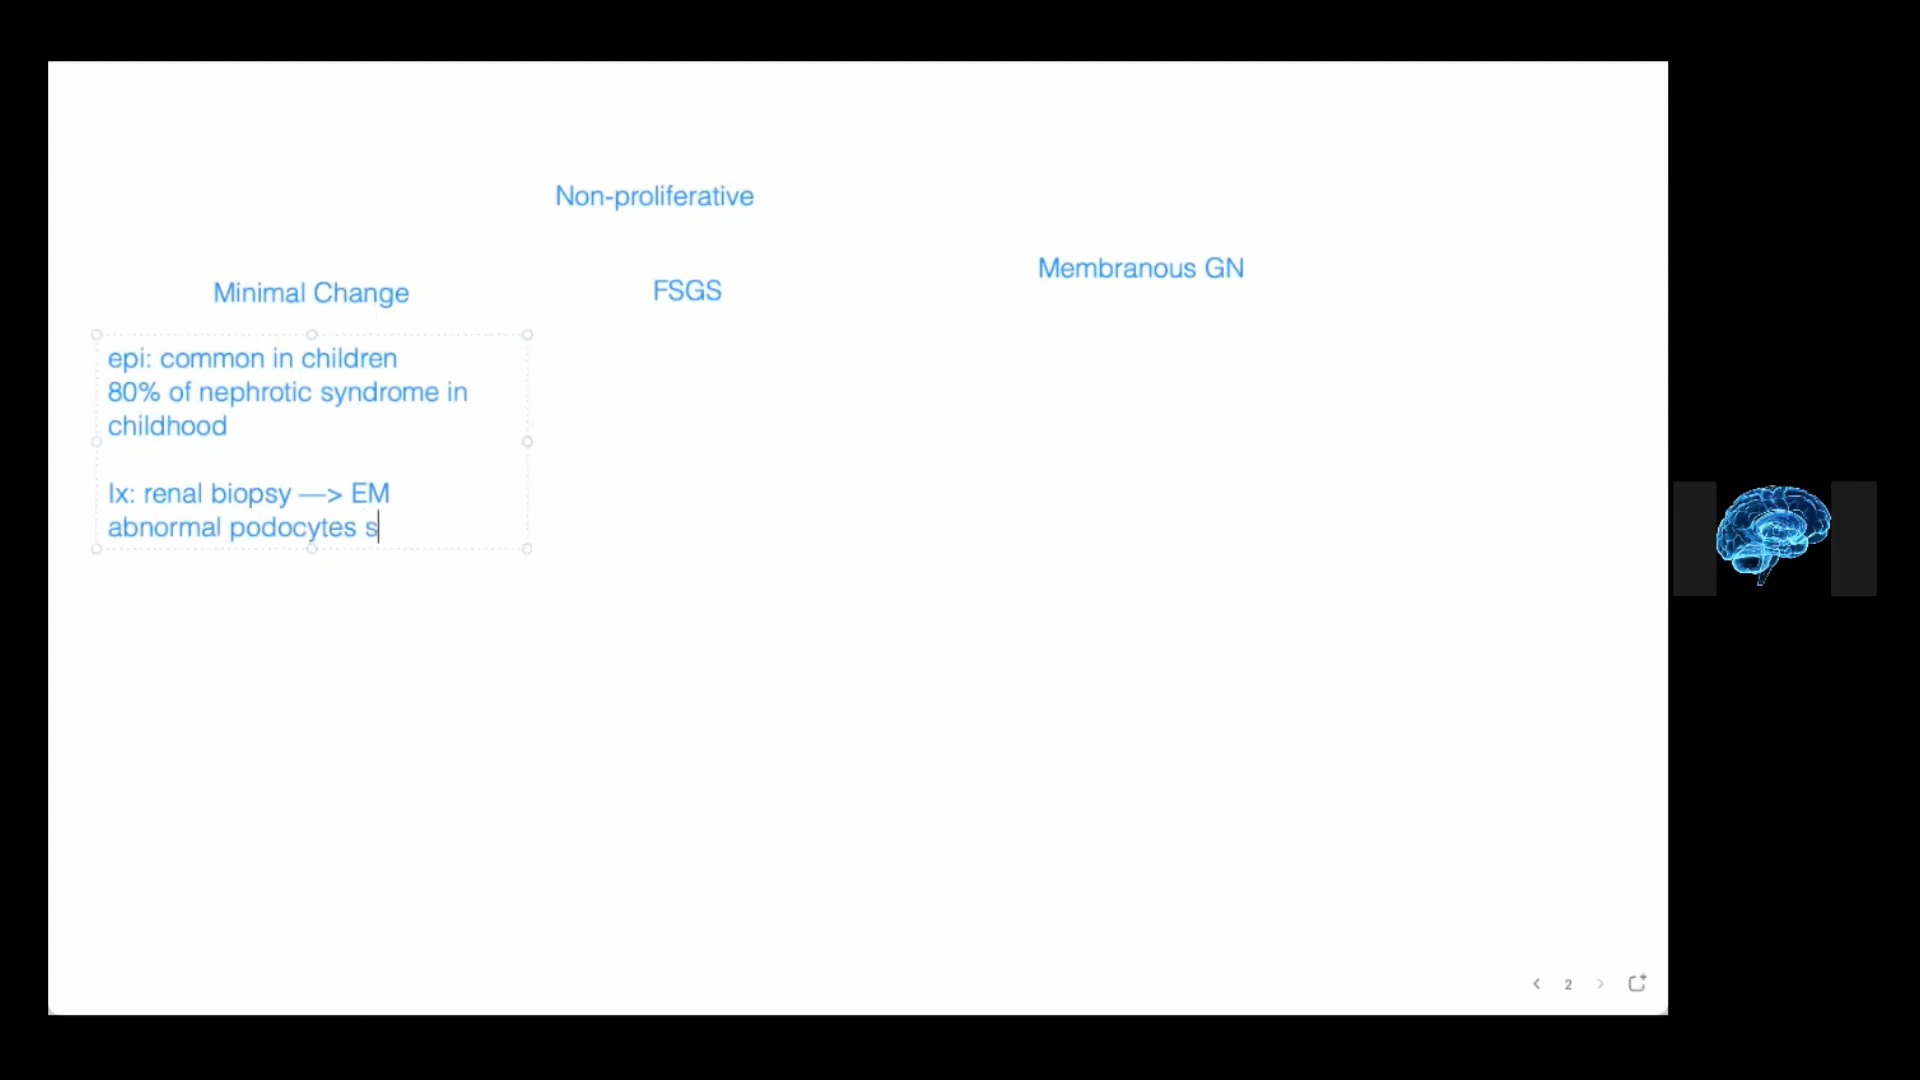 Non-proliferative
Membranous GN
Minimal Change
FSGS
epi: common in children
80% of nephrotic syndrome in
childhood
Ix: renal biopsy —> EM
abnormal podocytes s
2